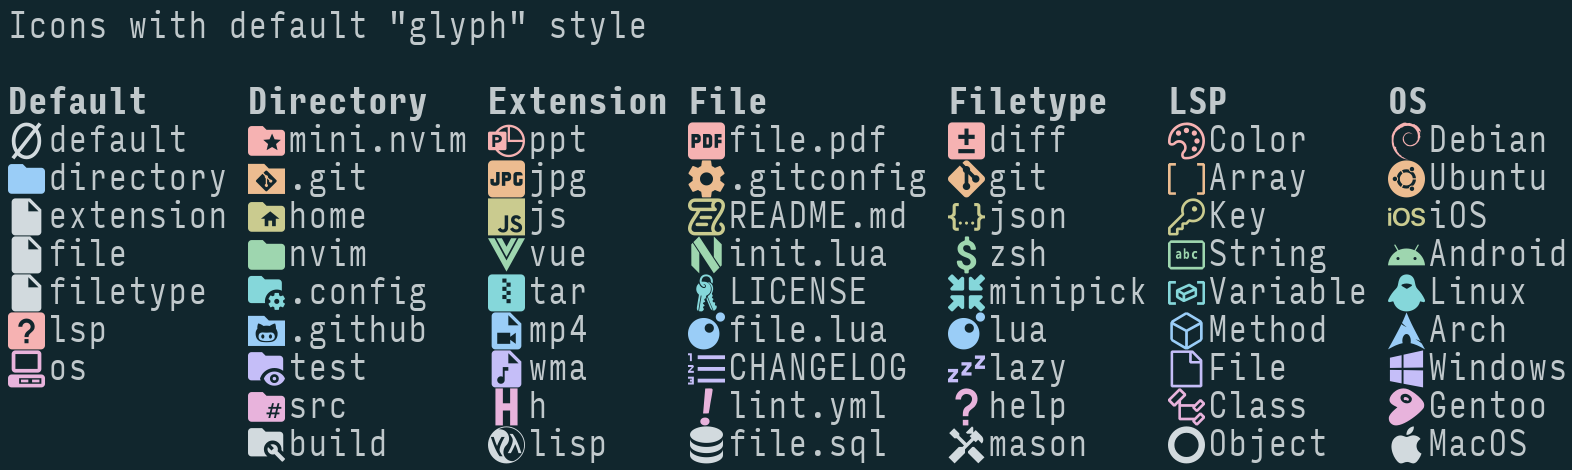 Icons with default "glyph" style
Default Directory Extension File Filetype LSP OS
default mini.nvim ppt file.pdf diff Color Debian
directory .git jpg .gitconfig git Array Ubuntu
extension home js README.md json Key iOS
file nvim vue init.lua zsh String Android
filetype .config tar LICENSE minipick Variable Linux
lsp .github mp4 file.lua lua Method Arch
os test wma CHANGELOG lazy File Windows
src h lint.yml help Class Gentoo
build lisp file.sql mason Object MacOS